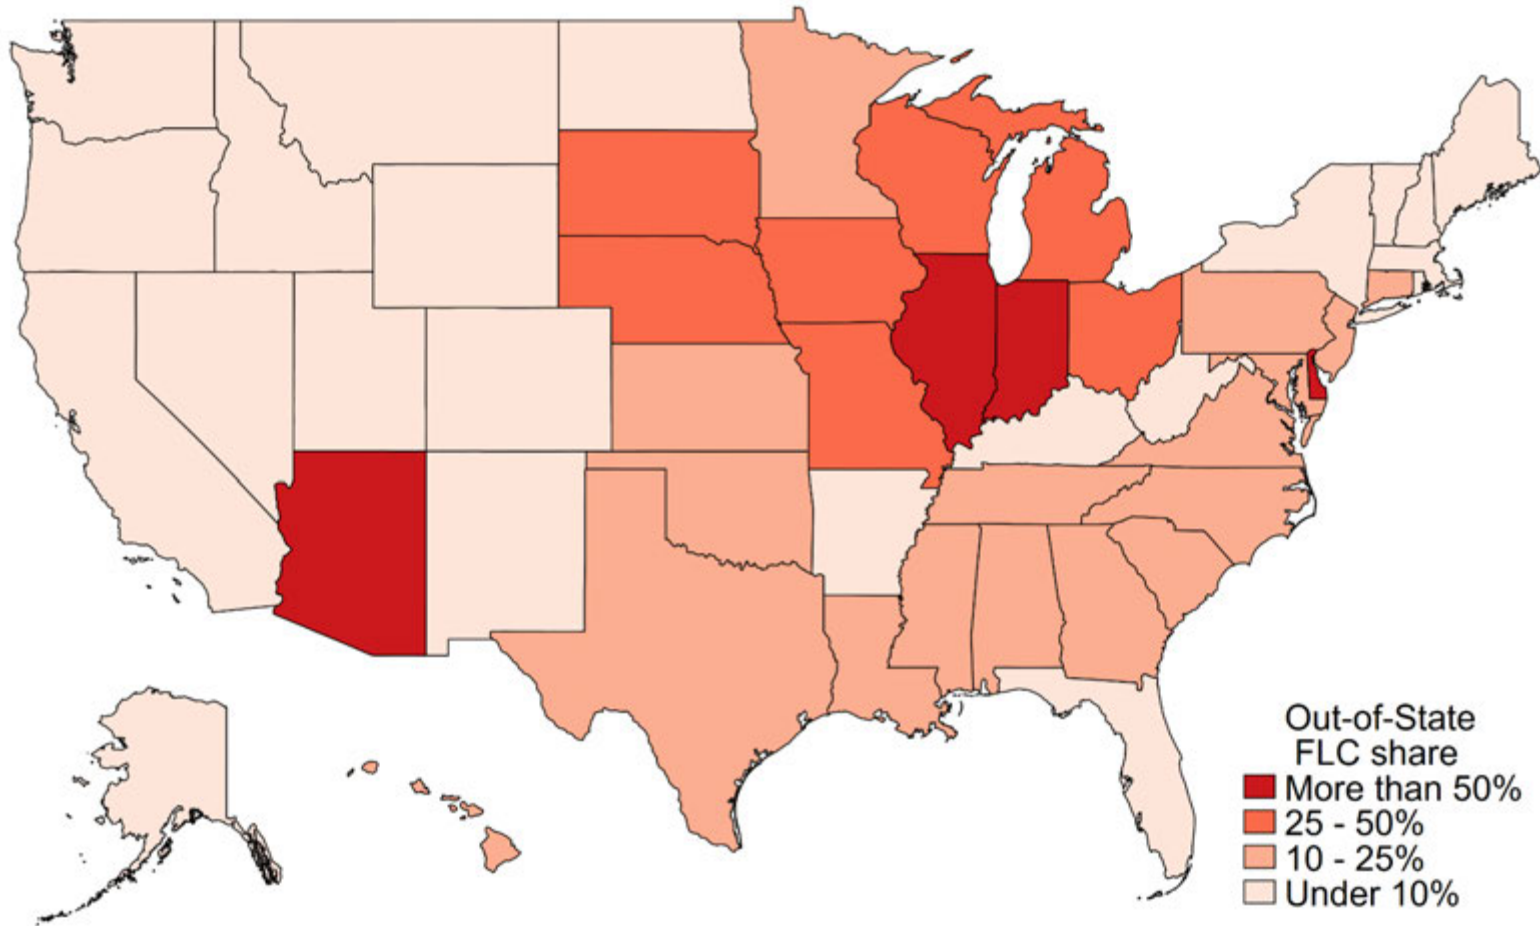 Out-of-State
FLC share
More than 50%
25 - 50%
10 - 25%
Under 10%